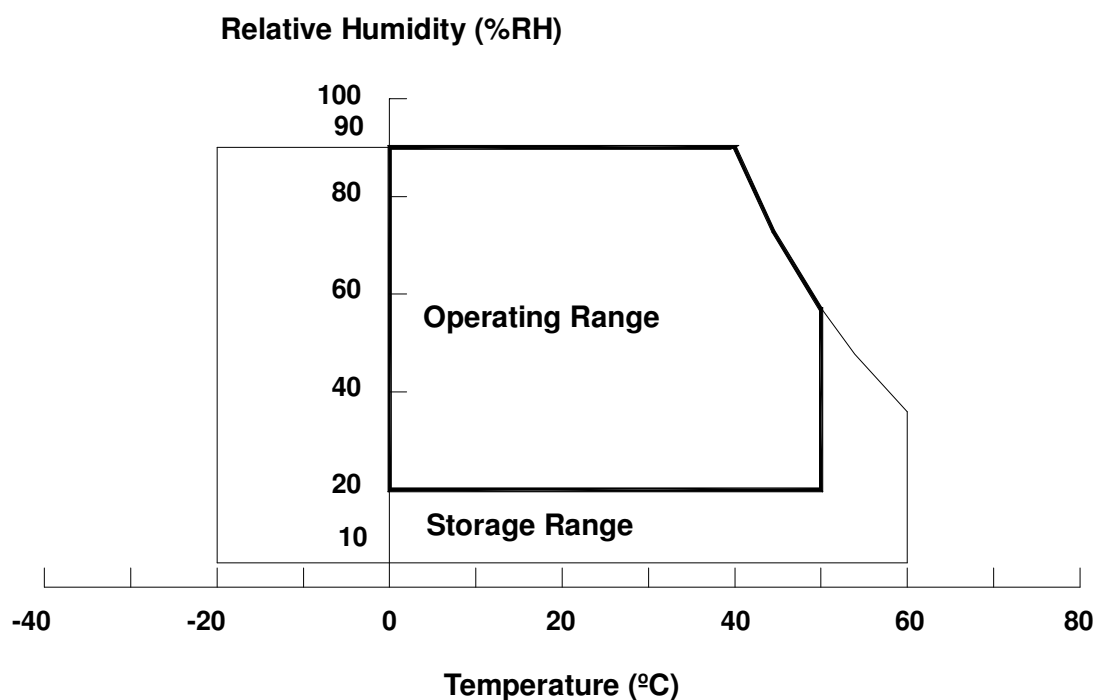 Relative Humidity (%RH)
100
90
80
60
Operating Range
40
20
Storage Range
10
-40 -20 0 20 40 60 80
Temperature (ºC)